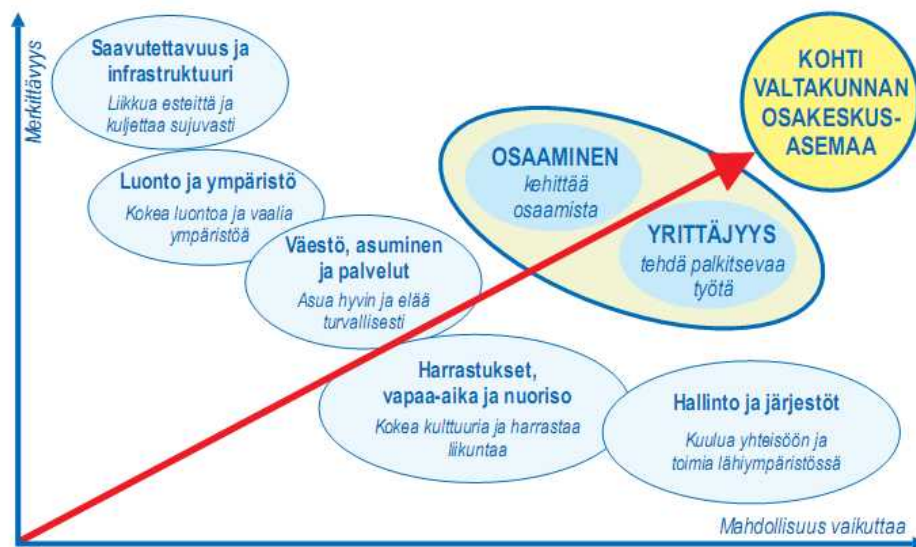 Merkittävyys
Saavutettavuus ja
infrastruktuuri
Liikkua esteittä ja
kuljettaa sujuvasti
Luonto ja ympäristö
Kokea luontoa ja vaalia
ympäristöä
Väestö, asuminen
ja palvelut
Asua hyvin ja elää
turvallisesti
Harrastukset,
vapaa-aika ja nuoriso
Kokea kulttuuria ja harrastaa
liikuntaa
Hallinto ja järjestöt
Kuulua yhteisöön ja
toimia lähiympäristössä
OSAAMINEN
kehittää
osaamista
YRITTÄJYYS
tehdä palkitsevaa
työtä
KOHTI
VALTAKUNNAN
OSAKESKUS-
ASEMAA
Mahdollisuus vaikuttaa